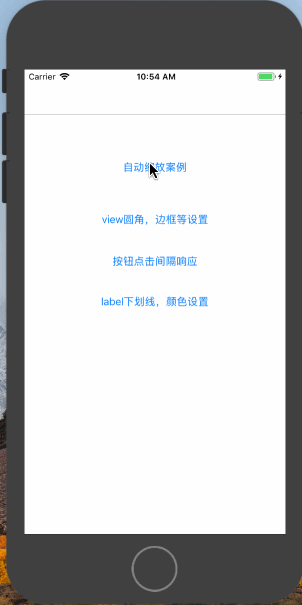 Carrier 10:54 AM
自动缩放案例
view圆角，边框等设置
按钮点击间隔响应
label下划线，颜色设置